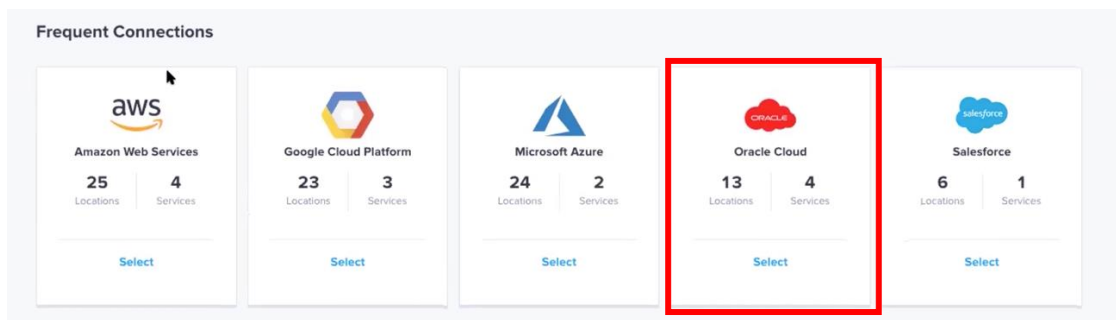 Frequent Connections
aws
Amazon Web Services
25 4
Locations Services
Select
Google Cloud Platform
23 3
Locations Services
Select
Microsoft Azure
24 2
Locations Services
Select
ORACLE
Oracle Cloud
13 4
Locations Services
Select
salesforce
Salesforce
6 1
Locations Services
Select